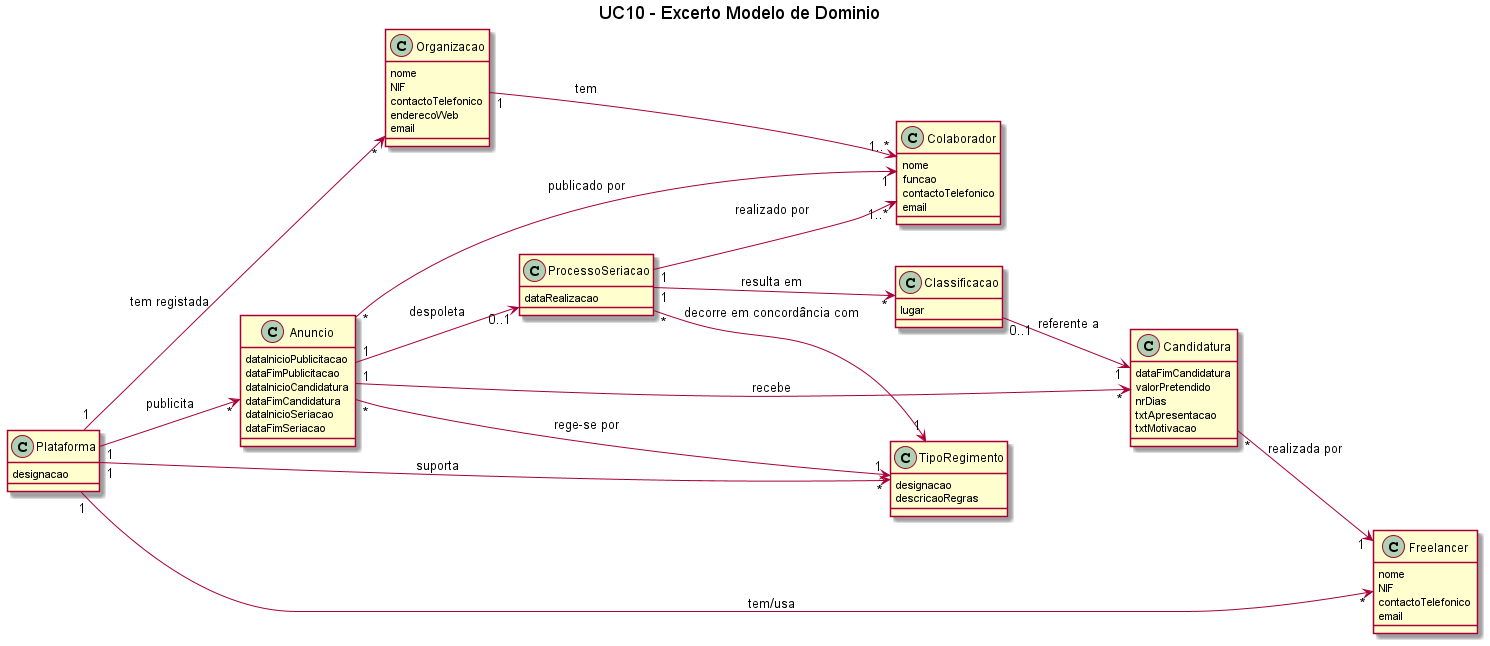 UC10 - Excerto Modelo de Dominio
C Organizacao
nome
NIF
contactoTelefonico
enderecoWeb
email
C Colaborador
nome
funcao
contactoTelefonico
email
C ProcessoSeriacao
dataRealizacao
C Classificacao
lugar
C Anuncio
dataInicioPublicitacao
dataFimPublicitacao
dataInicioCandidatura
dataFimCandidatura
dataInicioSeriacao
dataFimSeriacao
C Candidatura
dataFimCandidatura
valorPretendido
nrDias
txtApresentacao
txtMotivacao
C Plataforma
designacao
C TipoRegimento
designacao
descricaoRegras
C Freelancer
nome
NIF
contactoTelefonico
email
tem
1
1..*
publicado por
*
1
realizado por
1
1..*
tem registada
1
*
despoleta
1
0..1
resulta em
1
*
decorre em concordância com
*
1
referente a
0..1
1
publicita
1
*
recebe
1
*
rege-se por
*
1
suporta
1
*
realizada por
*
1
tem/usa
1
*